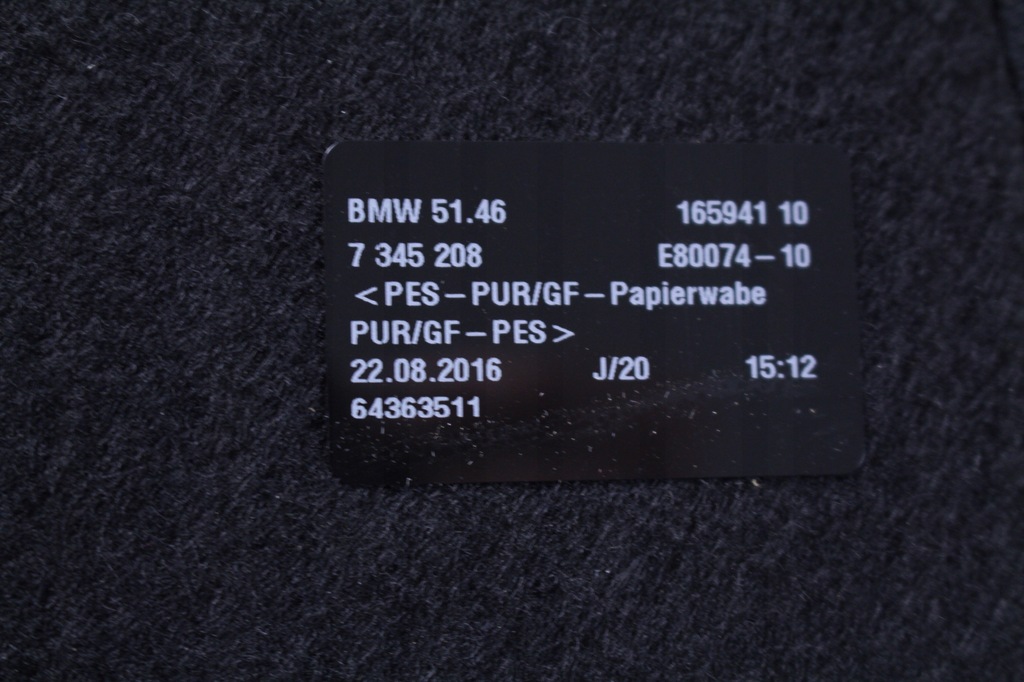 BMW 51.46 165941 10
7 345 208 E80074-10
<PES-PUR/GF-Papierwabe
PUR/GF-PES>
22.08.2016 J/20 15:12
64363511